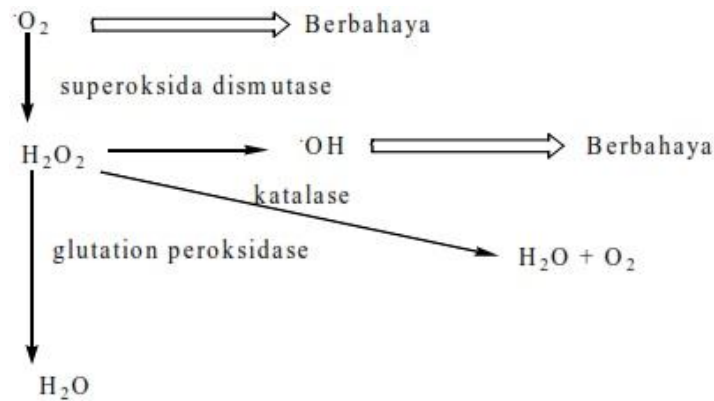 ·O₂ Berbahaya
superoksida dismutase
H₂O₂ ·OH Berbahaya
katalase
glutation peroksidase
H₂O + O₂
H₂O